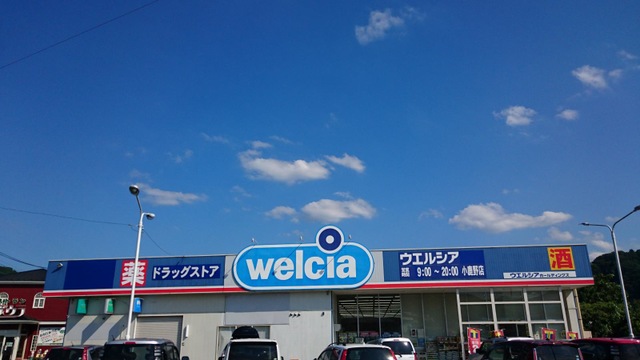 薬 ドラッグストア
welcia
ウエルシア
営業時間 9:00～20:00 小鹿野店
酒
ウエルシアホールディングス